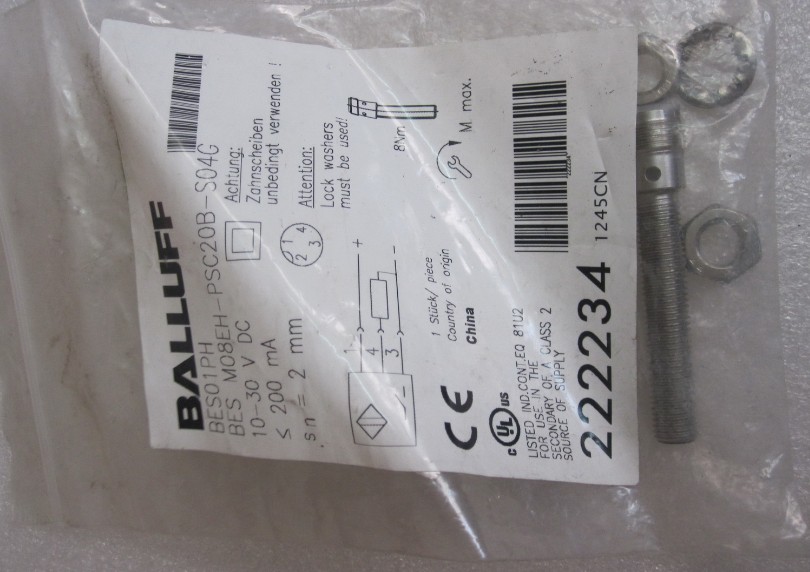 BALLUFF
BES01PH
BES M08EH-PSC20B-S04G
10-30 V DC
≤ 200 mA
sn = 2 mm
Achtung:
Zahnscheiben
unbedingt verwenden !
Attention:
Lock washers
must be used!
1
2
3
4
1
4
3
+
-
8Nm
M max.
1 Stück/ piece
Country of origin
China
CE
c UL us
LISTED IND.CONT.EQ 81U2
FOR USE IN THE
SECONDARY OF A CLASS 2
SOURCE OF SUPPLY
222234
1245CN